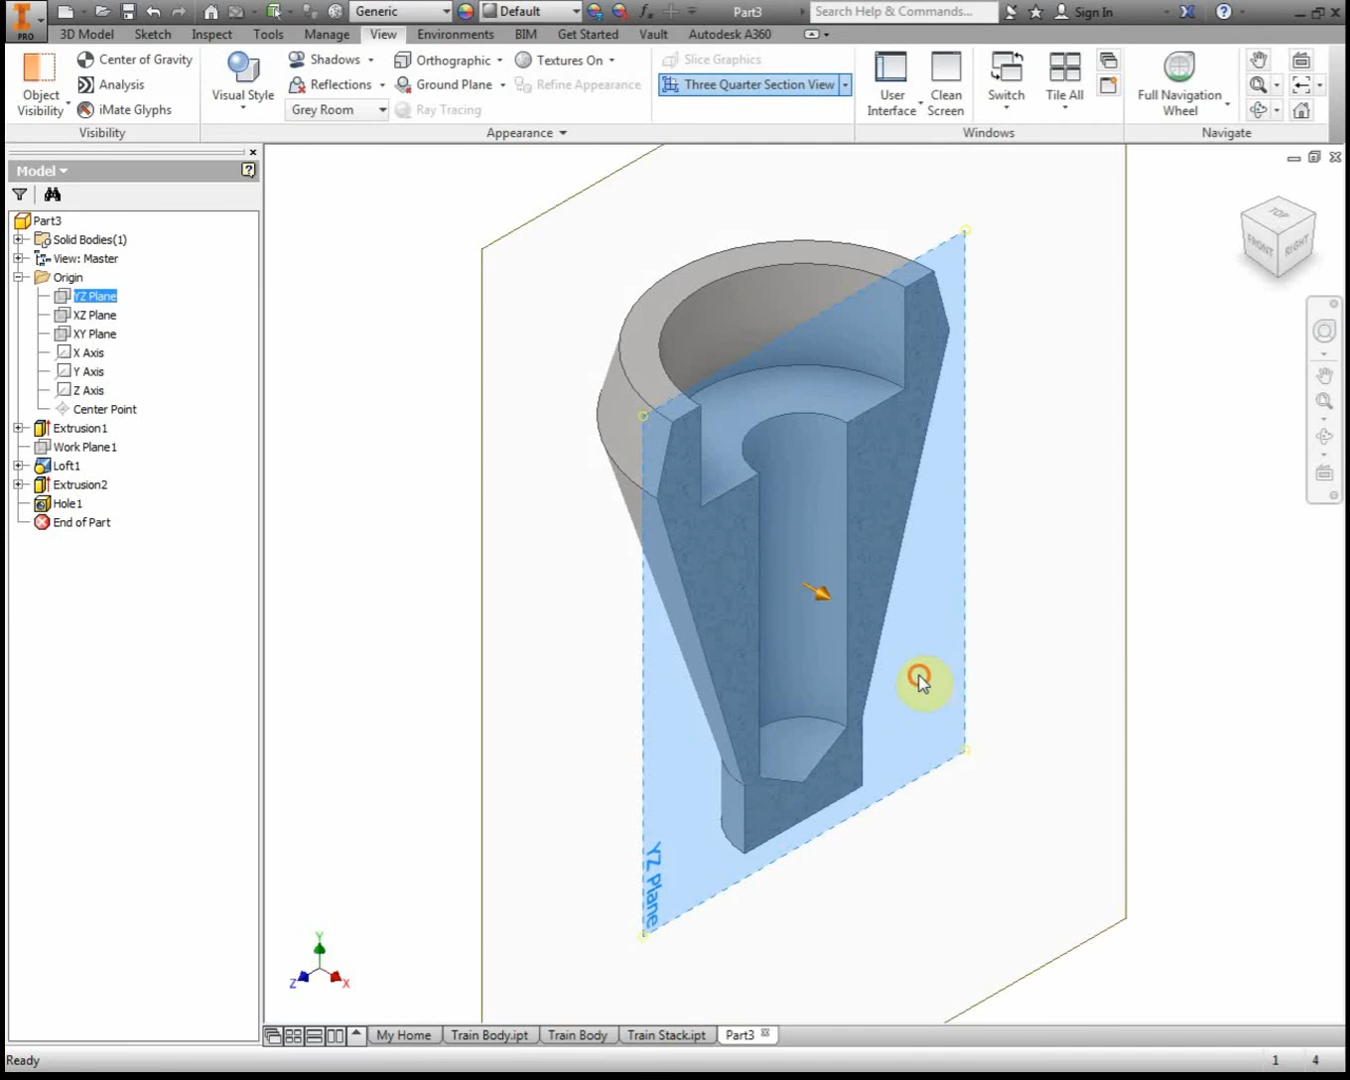 PRO
Generic
Default
fx
Part3
Search Help & Commands...
Sign In
3D Model
Sketch
Inspect
Tools
Manage
View
Environments
BIM
Get Started
Vault
Autodesk A360
Object
Visibility
Center of Gravity
Analysis
iMate Glyphs
Visibility
Visual Style
Shadows
Reflections
Grey Room
Orthographic
Ground Plane
Ray Tracing
Textures On
Refine Appearance
Appearance
Slice Graphics
Three Quarter Section View
User
Interface
Clean
Screen
Switch
Tile All
Windows
Full Navigation
Wheel
Navigate
Model
Part3
Solid Bodies(1)
View: Master
Origin
YZ Plane
XZ Plane
XY Plane
X Axis
Y Axis
Z Axis
Center Point
Extrusion1
Work Plane1
Loft1
Extrusion2
Hole1
End of Part
TOP
FRONT
RIGHT
YZ Plane
Y
Z
X
My Home
Train Body.ipt
Train Body
Train Stack.ipt
Part3
Ready
1
4